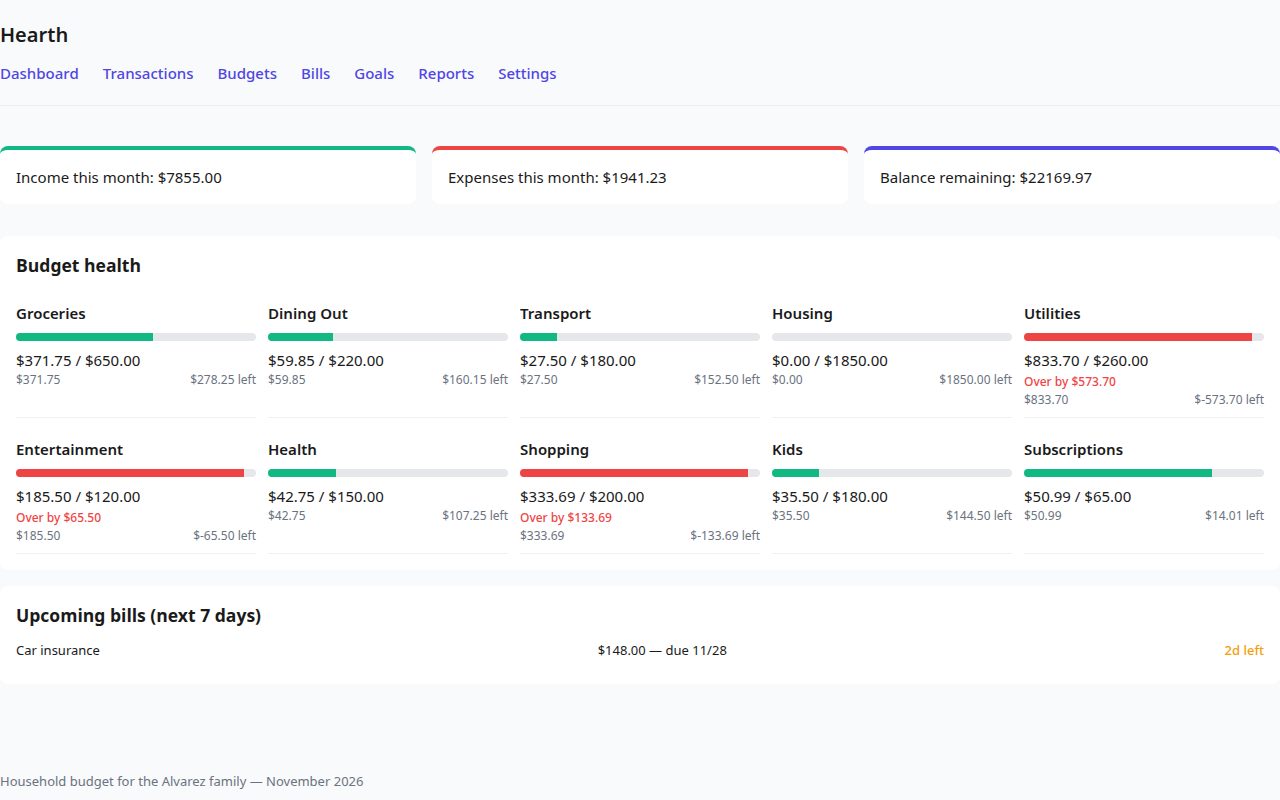 Hearth
Dashboard Transactions Budgets Bills Goals Reports Settings
Income this month: $7855.00
Expenses this month: $1941.23
Balance remaining: $22169.97
Budget health
Groceries
$371.75 / $650.00
$371.75 $278.25 left
Dining Out
$59.85 / $220.00
$59.85 $160.15 left
Transport
$27.50 / $180.00
$27.50 $152.50 left
Housing
$0.00 / $1850.00
$0.00 $1850.00 left
Utilities
$833.70 / $260.00
Over by $573.70
$833.70 $-573.70 left
Entertainment
$185.50 / $120.00
Over by $65.50
$185.50 $-65.50 left
Health
$42.75 / $150.00
$42.75 $107.25 left
Shopping
$333.69 / $200.00
Over by $133.69
$333.69 $-133.69 left
Kids
$35.50 / $180.00
$35.50 $144.50 left
Subscriptions
$50.99 / $65.00
$50.99 $14.01 left
Upcoming bills (next 7 days)
Car insurance $148.00 — due 11/28 2d left
Household budget for the Alvarez family — November 2026